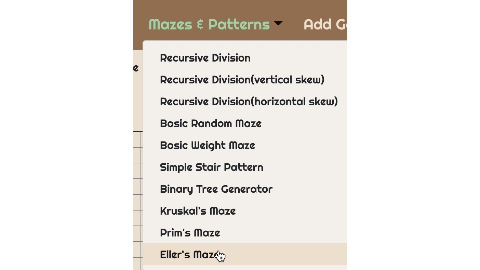 Mazes & Patterns Add
e
Recursive Division
Recursive Division(vertical skew)
Recursive Division(horizontal skew)
Basic Random Maze
Basic Weight Maze
Simple Stair Pattern
Binary Tree Generator
Kruskal's Maze
Prim's Maze
Eller's Maze